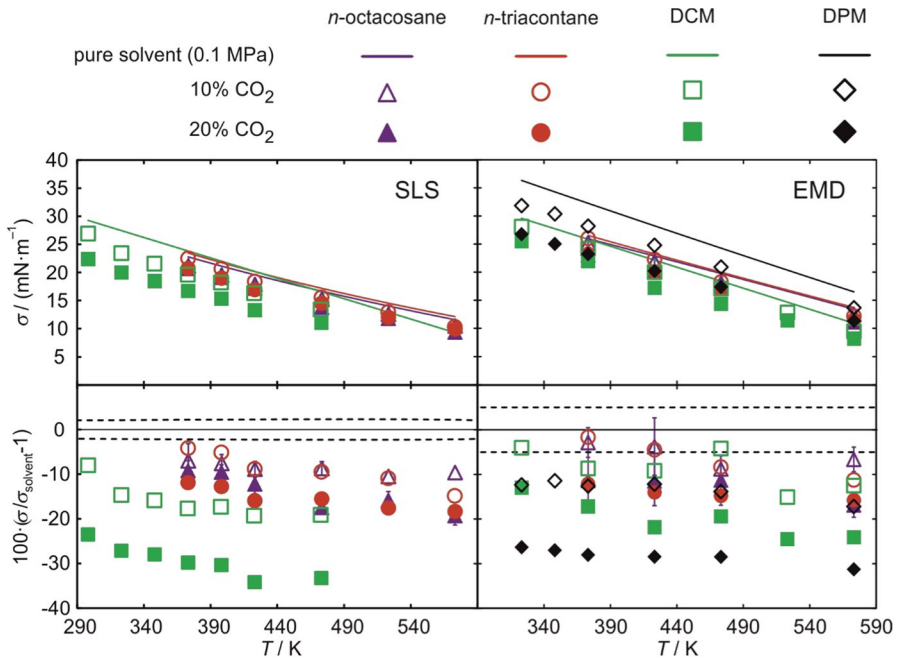 n-octacosane n-triacontane DCM DPM
pure solvent (0.1 MPa)
10% CO₂
20% CO₂
40
35
30
25
20
15
10
5
σ / (mN·m⁻¹)
SLS
EMD
0
-10
-20
-30
-40
100·(σ/σsolvent-1)
290 340 390 440 490 540
340 390 440 490 540 590
T / K
T / K